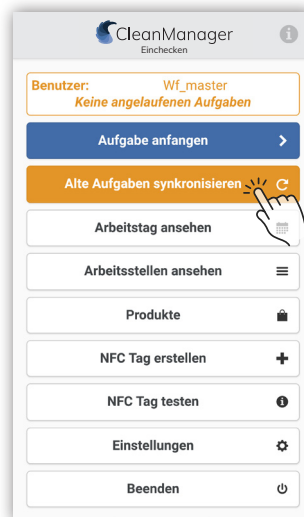 CleanManager
Einchecken
Benutzer: Wf_master
Keine angelaufenen Aufgaben
Aufgabe anfangen
Alte Aufgaben synkronisieren
Arbeitstag ansehen
Arbeitsstellen ansehen
Produkte
NFC Tag erstellen
NFC Tag testen
Einstellungen
Beenden